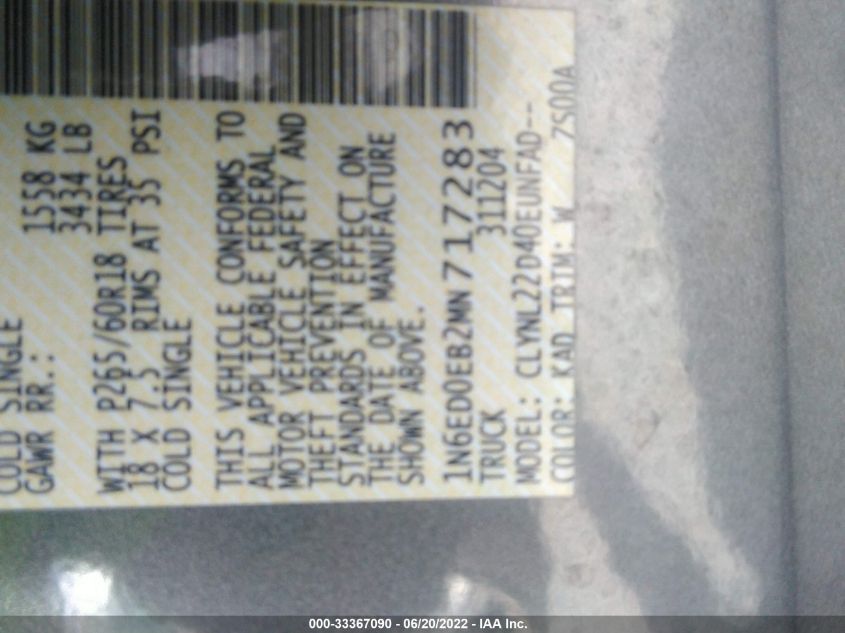 COLD SINGLE
GAWR RR.: 1558 KG
3434 LB
WITH P265/60R18 TIRES
18 X 7.5 RIMS AT 35 PSI
COLD SINGLE
THIS VEHICLE CONFORMS TO
ALL APPLICABLE FEDERAL
MOTOR VEHICLE SAFETY AND
THEFT PREVENTION
STANDARDS IN EFFECT ON
THE DATE OF MANUFACTURE
SHOWN ABOVE.
1N6ED0EB2MN717283
TRUCK 311204
MODEL: CLYNL22D40EUNFAD--
COLOR: KAD TRIM: W ZS00A
000-33367090 - 06/20/2022 - IAA Inc.